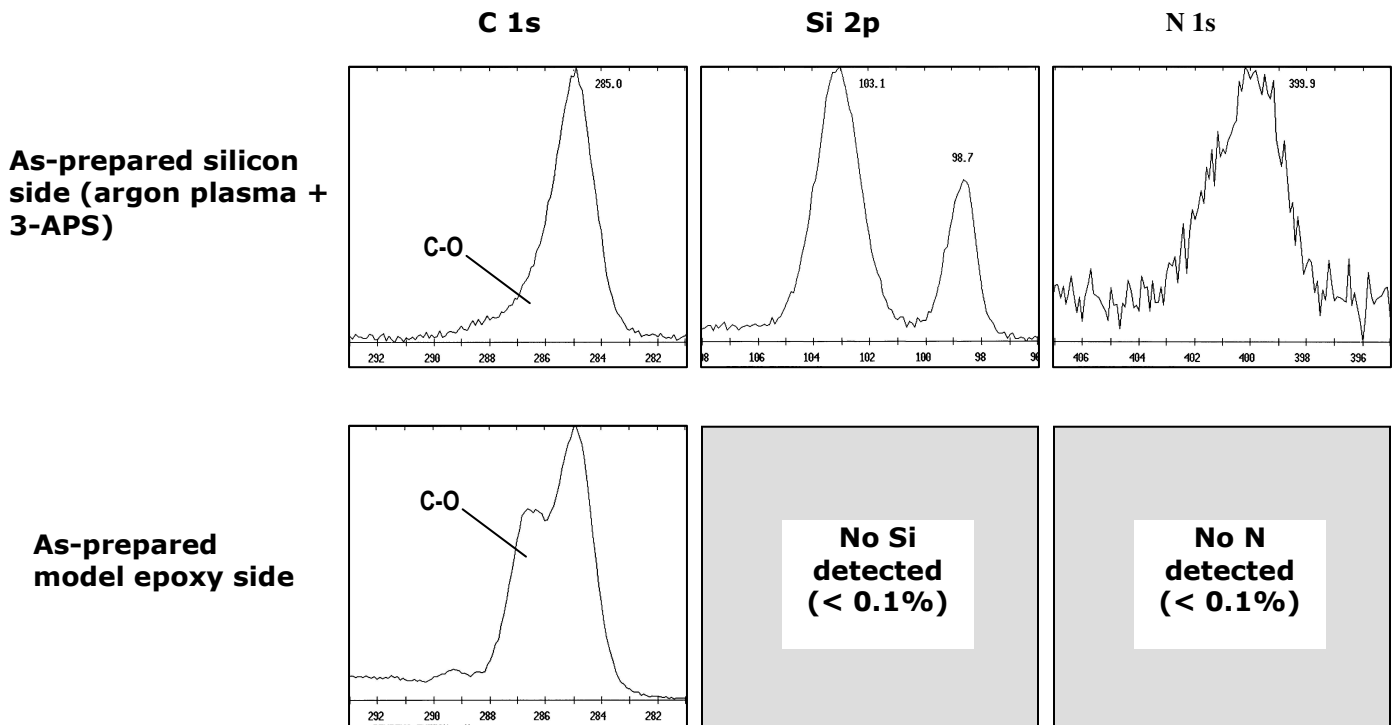 C 1s
Si 2p
N 1s
As-prepared silicon
side (argon plasma +
3-APS)
285.0
C-O
292 290 288 286 284 282
103.1
98.7
08 106 104 102 100 98 96
399.9
406 404 402 400 398 396
As-prepared
model epoxy side
C-O
292 290 288 286 284 282
No Si
detected
(< 0.1%)
No N
detected
(< 0.1%)